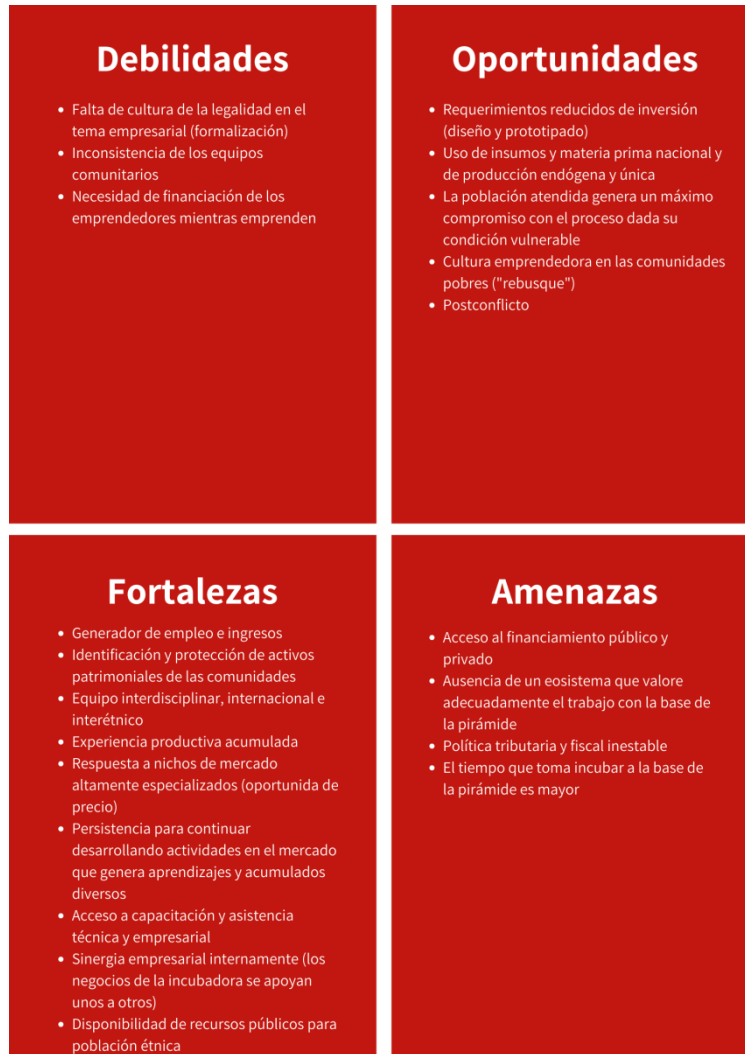 Debilidades
• Falta de cultura de la legalidad en el
tema empresarial (formalización)
• Inconsistencia de los equipos
comunitarios
• Necesidad de financiación de los
emprendedores mientras emprenden
Oportunidades
• Requerimientos reducidos de inversión
(diseño y prototipado)
• Uso de insumos y materia prima nacional y
de producción endógena y única
• La población atendida genera un máximo
compromiso con el proceso dada su
condición vulnerable
• Cultura emprendedora en las comunidades
pobres ("rebusque")
• Postconflicto
Fortalezas
• Generador de empleo e ingresos
• Identificación y protección de activos
patrimoniales de las comunidades
• Equipo interdisciplinar, internacional e
interétnico
• Experiencia productiva acumulada
• Respuesta a nichos de mercado
altamente especializados (oportunida de
precio)
• Persistencia para continuar
desarrollando actividades en el mercado
que genera aprendizajes y acumulados
diversos
• Acceso a capacitación y asistencia
técnica y empresarial
• Sinergia empresarial internamente (los
negocios de la incubadora se apoyan
unos a otros)
• Disponibilidad de recursos públicos para
población étnica
Amenazas
• Acceso al financiamiento público y
privado
• Ausencia de un eosistema que valore
adecuadamente el trabajo con la base de
la pirámide
• Política tributaria y fiscal inestable
• El tiempo que toma incubar a la base de
la pirámide es mayor